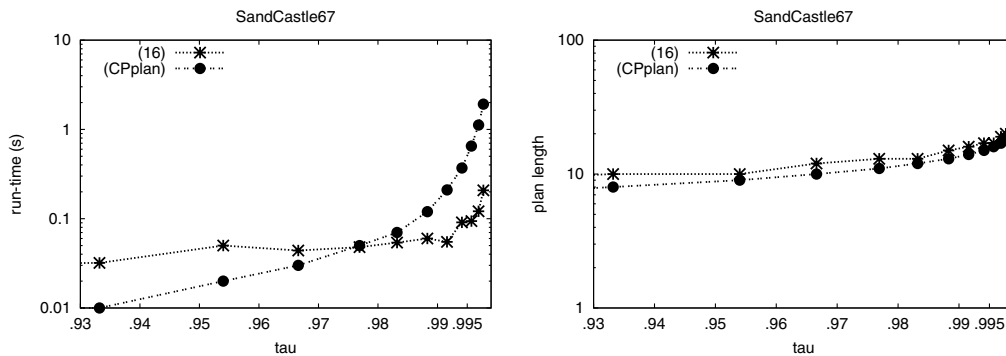 SandCastle67
10
1
0.1
0.01
run-time (s)
(16)
(CPplan)
.93 .94 .95 .96 .97 .98 .99 .995
tau
SandCastle67
100
10
1
plan length
(16)
(CPplan)
.93 .94 .95 .96 .97 .98 .99 .995
tau